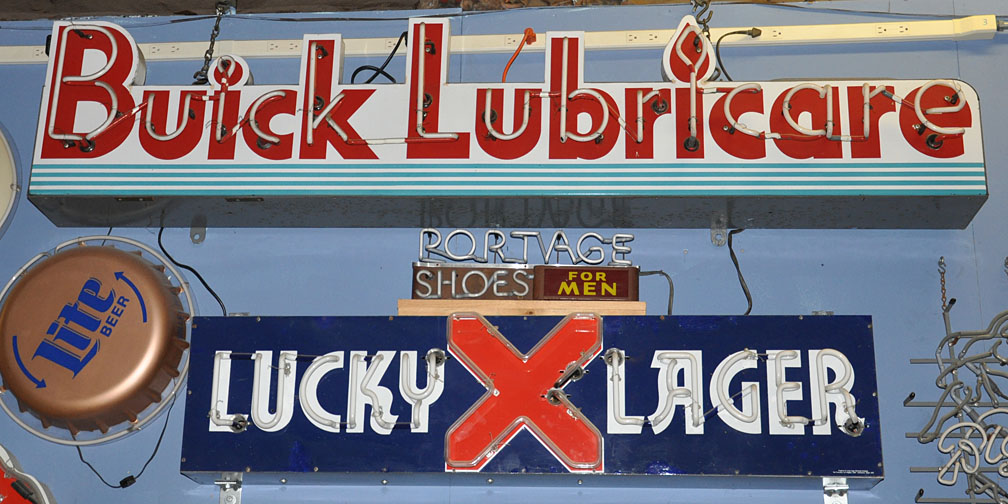 Buick Lubricare
PORTAGE
SHOES FOR MEN
Lite BEER
LUCKY X LAGER